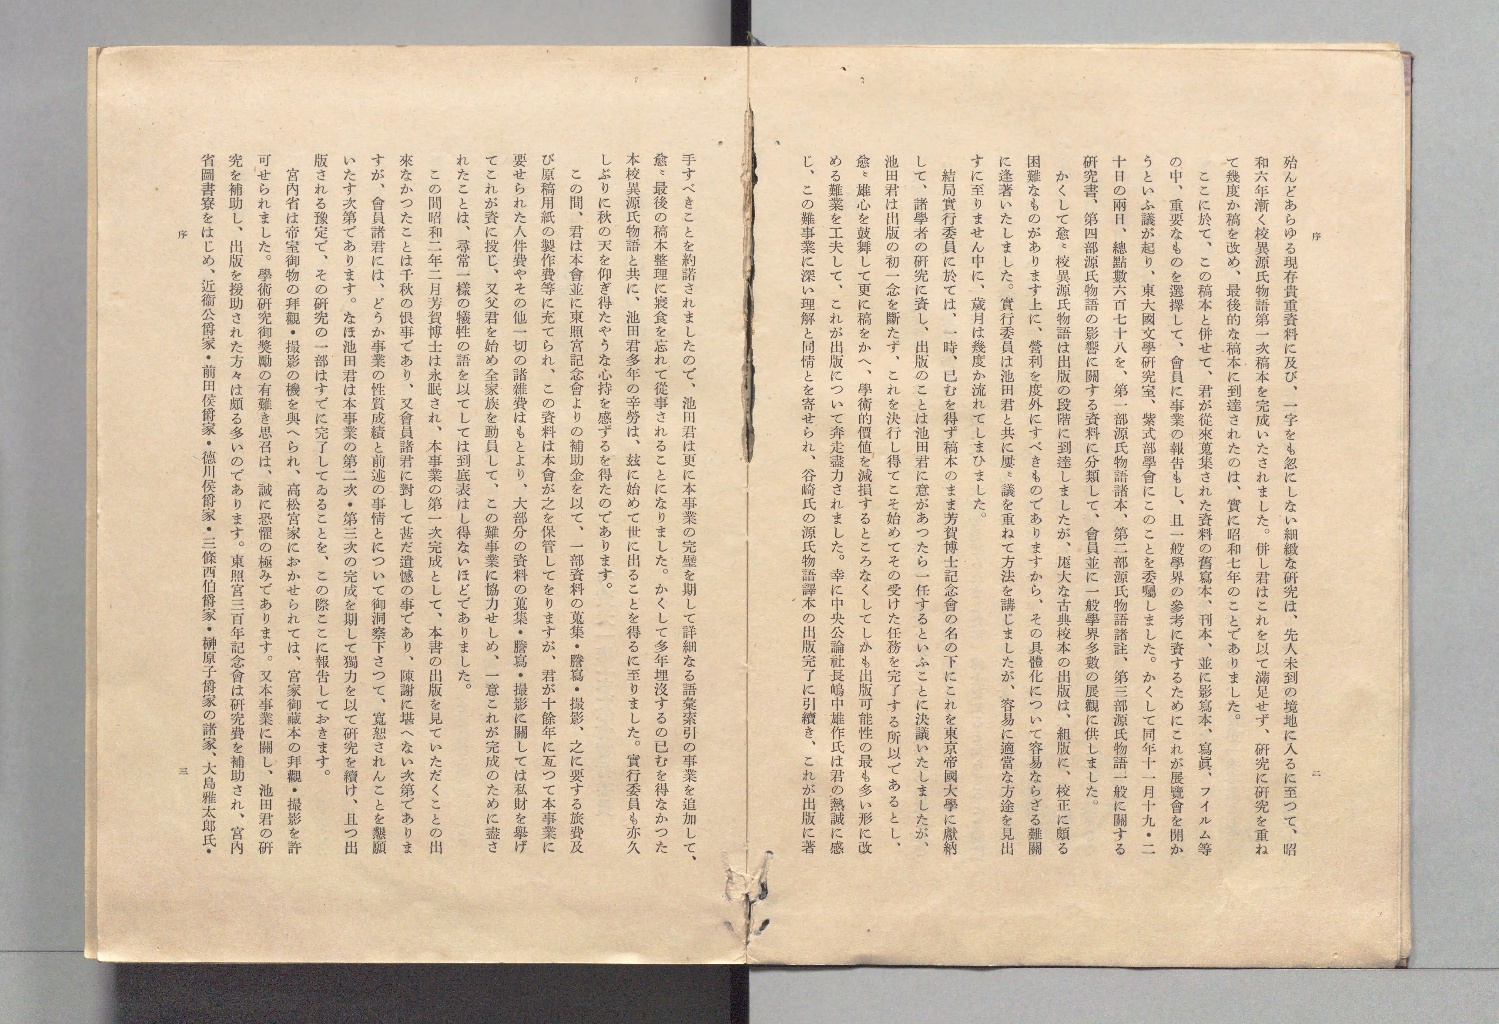 序
二
殆んどあらゆる現存貴重資料に及び、一字をも忽にしない細緻な研究は、先人未到の境地に入るに至つて、昭
和六年漸く校異源氏物語第一次稿本を完成いたされました。併し君はこれを以て滿足せず、研究に研究を重ね
て幾度か稿を改め、最後的な稿本に到達されたのは、實に昭和七年のことでありました。
ここに於て、この稿本と併せて、君が從來蒐集された資料の舊寫本、刊本、並に影寫本、寫眞、フイルム等
の中、重要なものを選擇して、會員に事業の報告もし、且一般學界の參考に資するためにこれが展覽會を開か
うといふ議が起り、東大國文學研究室、紫式部學會にこのことを委囑しました。かくして同年十一月十九・二
十日の兩日、總點數六百七十八を、第一部源氏物語諸本、第二部源氏物語諸註、第三部源氏物語一般に關する
研究書、第四部源氏物語の影響に關する資料に分類して、會員並に一般學界多數の展觀に供しました。
かくして愈〻校異源氏物語は出版の段階に到達しましたが、厖大な古典校本の出版は、組版に、校正に頗る
困難なものがあります上に、營利を度外にすべきものでありますから、その具體化について容易ならざる難關
に逢著いたしました。實行委員は池田君と共に屢〻議を重ねて方法を講じましたが、容易に適當な方途を見出
すに至りません中に、歲月は幾度か流れてしまひました。
結局實行委員に於ては、一時、已むを得ず稿本のまま芳賀博士記念會の名の下にこれを東京帝國大學に獻納
して、諸學者の研究に資し、出版のことは池田君に意があつたら一任するといふことに決議いたしましたが、
池田君は出版の初一念を斷たず、これを決行し得てこそ始めてその受けた任務を完了する所以であるとし、
愈〻雄心を鼓舞して更に稿をかへ、學術的價値を減損するところなくしてしかも出版可能性の最も多い形に改
める難業を工夫して、これが出版について奔走盡力されました。幸に中央公論社長嶋中雄作氏は君の熱誠に感
じ、この難事業に深い理解と同情とを寄せられ、谷崎氏の源氏物語譯本の出版完了に引續き、これが出版に著
手すべきことを約諾されましたので、池田君は更に本事業の完璧を期して詳細なる語彙索引の事業を追加して、
愈〻最後の稿本整理に寢食を忘れて從事されることになりました。かくして多年埋沒するの已むを得なかつた
本校異源氏物語と共に、池田君多年の辛勞は、玆に始めて世に出ることを得るに至りました。實行委員も亦久
しぶりに秋の天を仰ぎ得たやうな心持を感ずるを得たのであります。
この間、君は本會並に東照宮記念會よりの補助金を以て、一部資料の蒐集・謄寫・撮影、之に要する旅費及
び原稿用紙の製作費等に充てられ、この資料は本會が之を保管してをりますが、君が十餘年に亙つて本事業に
要せられた人件費やその他一切の諸雜費はもとより、大部分の資料の蒐集・謄寫・撮影に關しては私財を擧げ
てこれが資に投じ、又父君を始め全家族を動員して、この難事業に協力せしめ、一意これが完成のために盡さ
れたことは、尋常一樣の犧牲の語を以てしては到底表はし得ないほどでありました。
この間昭和二年二月芳賀博士は永眠され、本事業の第一次完成として、本書の出版を見ていただくことの出
來なかつたことは千秋の恨事であり、又會員諸君に對して甚だ遺憾の事であり、陳謝に堪へない次第でありま
すが、會員諸君には、どうか事業の性質成績と前述の事情とについて御洞察下さつて、寬恕されんことを懇願
いたす次第であります。なほ池田君は本事業の第二次・第三次の完成を期して獨力を以て研究を續け、且つ出
版される豫定で、その研究の一部はすでに完了してゐることを、この際ここに報告しておきます。
宮內省は帝室御物の拜觀・撮影の機を與へられ、高松宮家におかせられては、宮家御藏本の拜觀・撮影を許
可せられました。學術研究御奬勵の有難き思召は、誠に恐懼の極みであります。又本事業に關し、池田君の研
究を補助し、出版を援助された方々は頗る多いのであります。東照宮三百年記念會は研究費を補助され、宮內
省圖書寮をはじめ、近衞公爵家・前田侯爵家・德川侯爵家・三條西伯爵家・榊原子爵家の諸家、大島雅太郞氏・
序
三